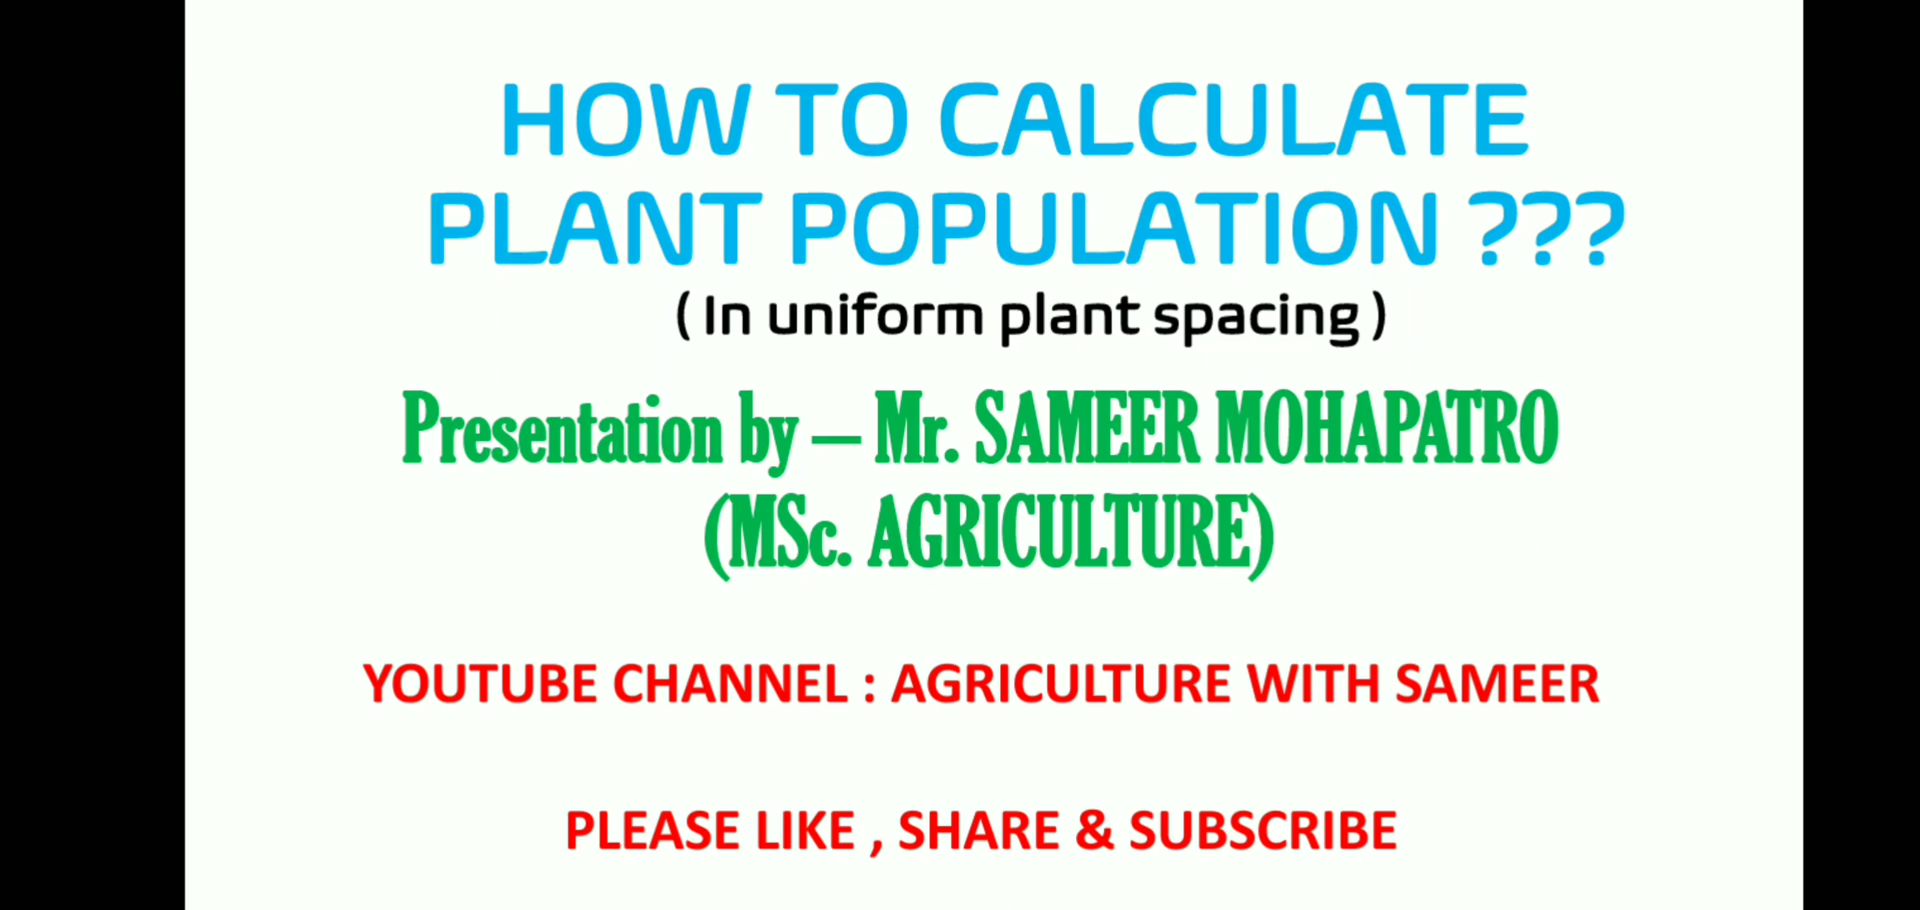 HOW TO CALCULATE
PLANT POPULATION ???
( In uniform plant spacing )
Presentation by – Mr. SAMEER MOHAPATRO
(MSc. AGRICULTURE)
YOUTUBE CHANNEL : AGRICULTURE WITH SAMEER
PLEASE LIKE , SHARE & SUBSCRIBE